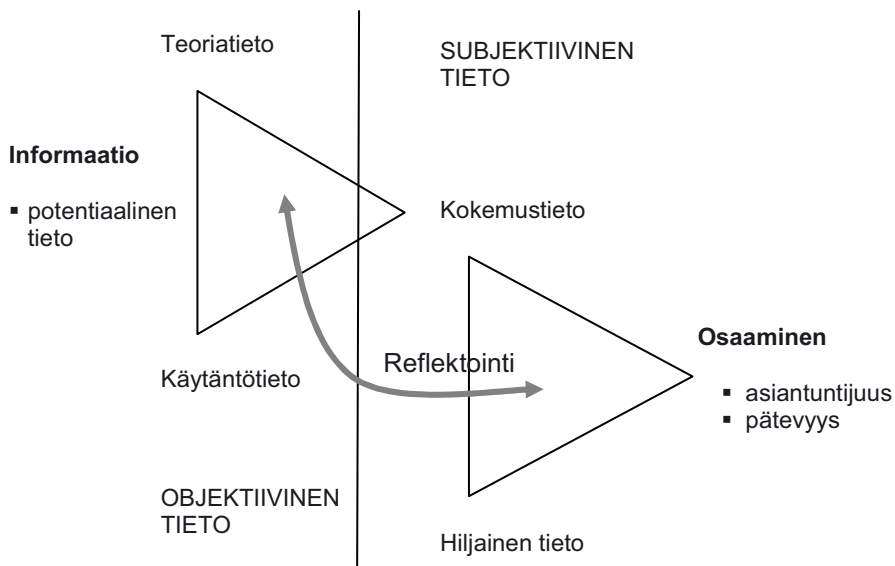 Teoriatieto
SUBJEKTIIVINEN
TIETO
Informaatio
▪ potentiaalinen
tieto
Kokemustieto
Reflektointi
Käytäntötieto
Osaaminen
▪ asiantuntijuus
▪ pätevyys
OBJEKTIIVINEN
TIETO
Hiljainen tieto